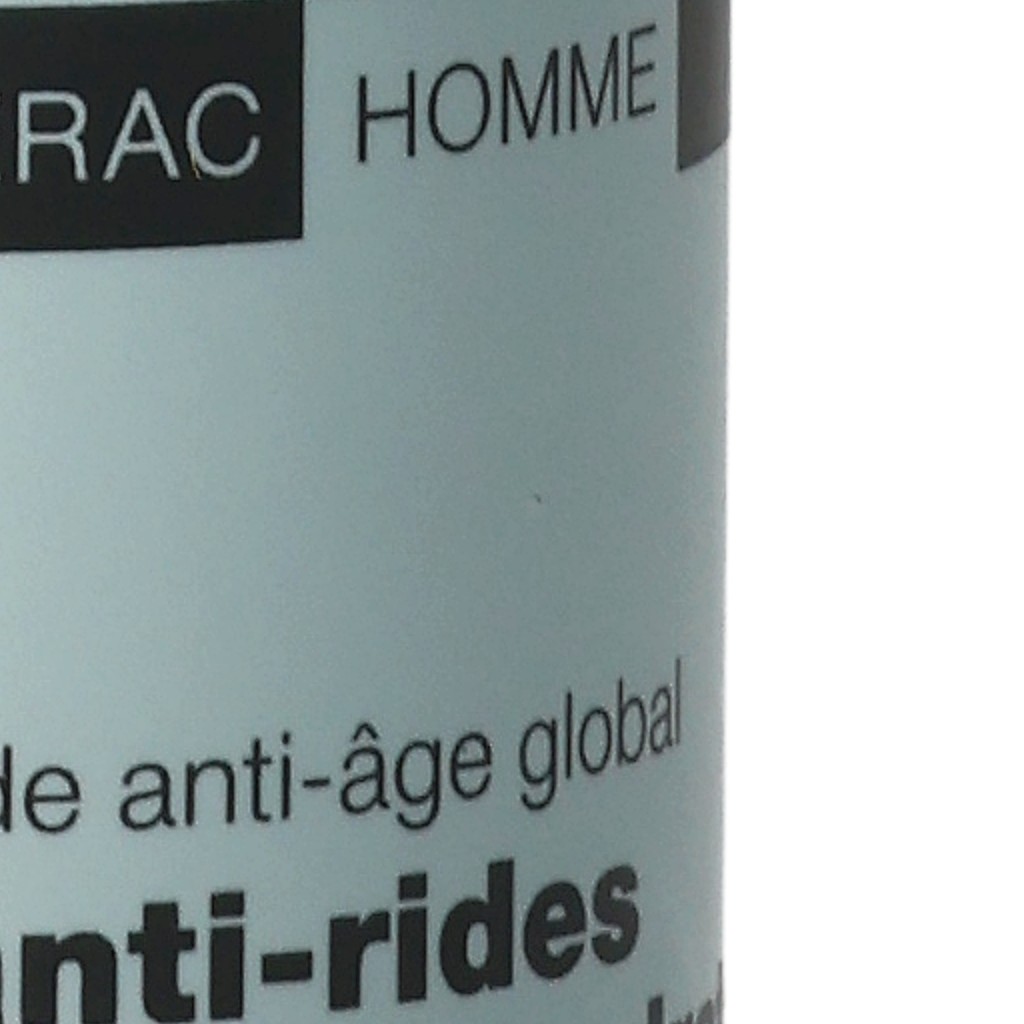 RAC HOMME
de anti-âge global
anti-rides